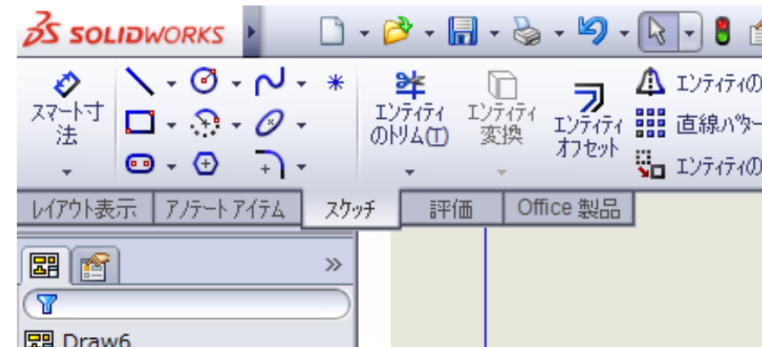 SOLIDWORKS
スマート寸
法
エンティティ
のトリム(T)
エンティティ
変換
エンティティ
オフセット
エンティティの
直線パター
エンティティの
レイアウト表示
アノテート アイテム
スケッチ
評価
Office 製品
Draw6